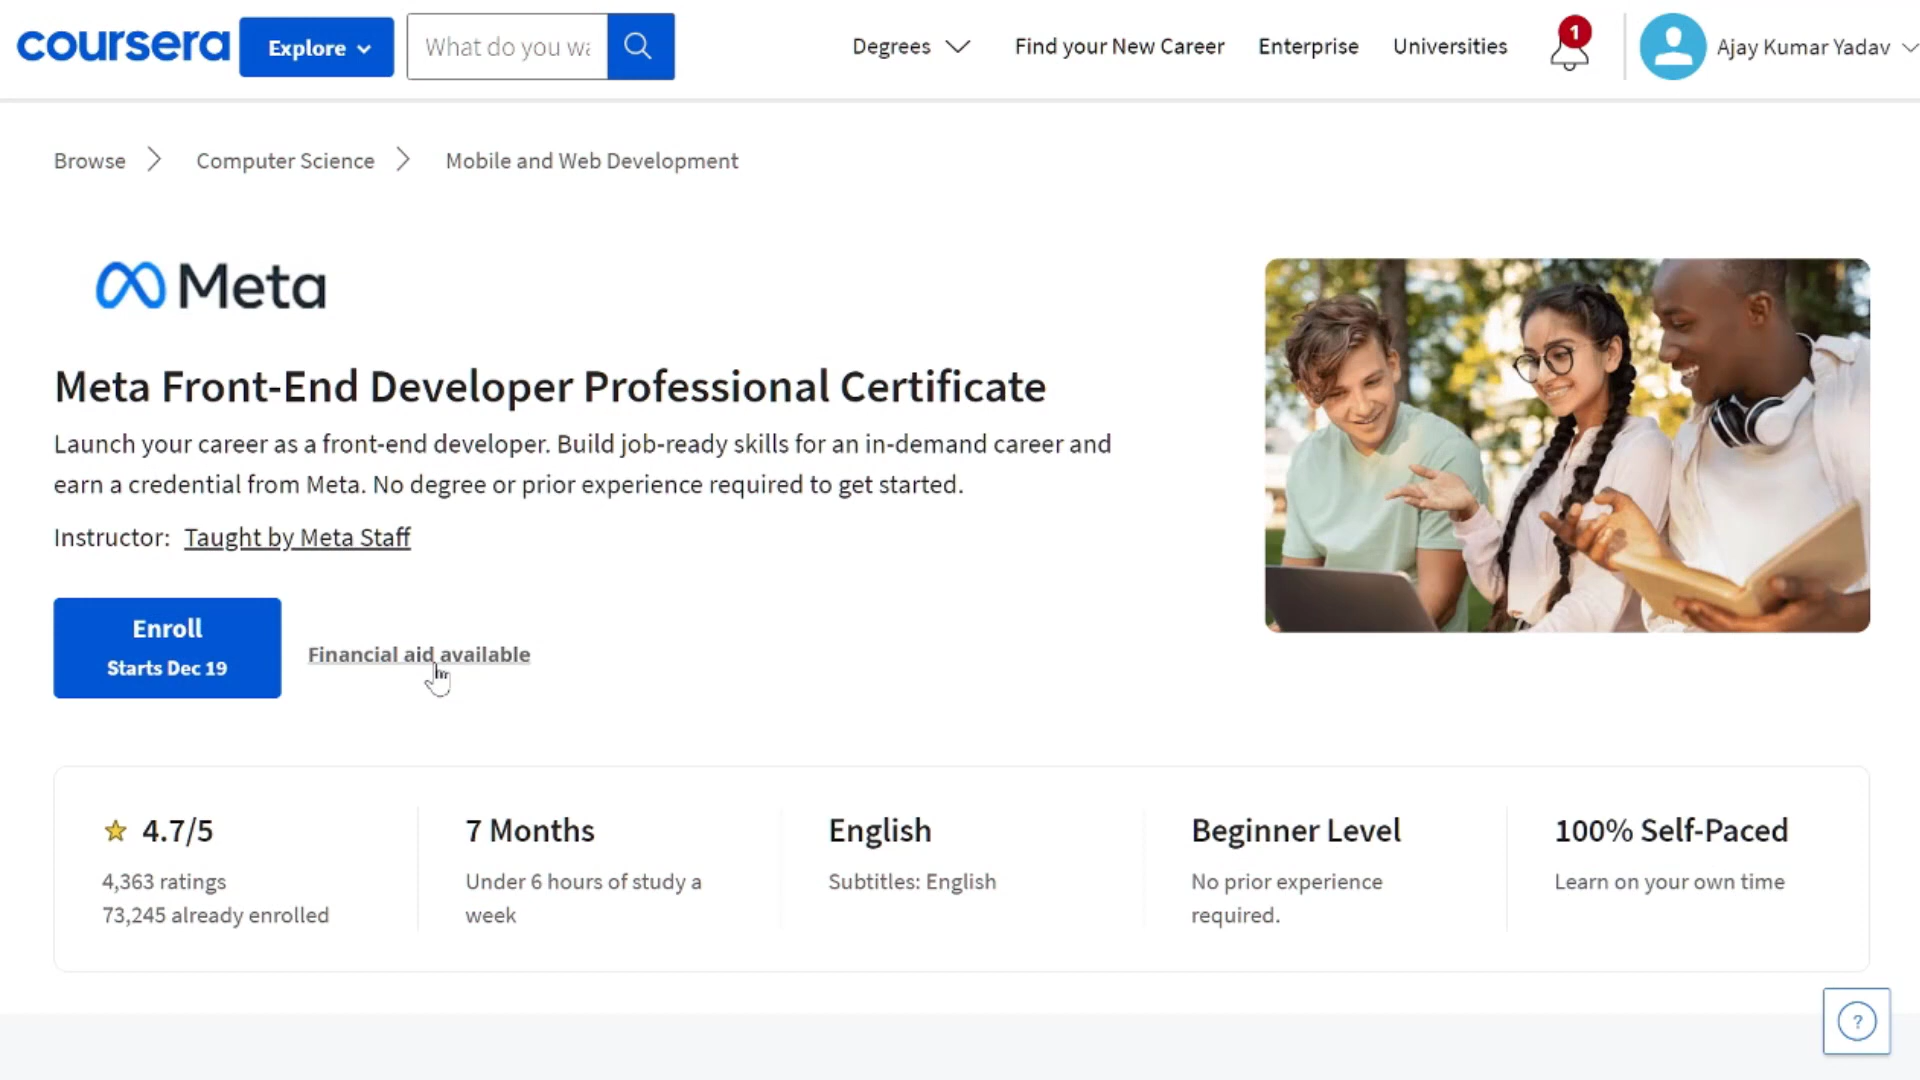 coursera
Explore
What do you wa
Degrees
Find your New Career
Enterprise
Universities
1
Ajay Kumar Yadav
Browse
Computer Science
Mobile and Web Development
Meta
Meta Front-End Developer Professional Certificate
Launch your career as a front-end developer. Build job-ready skills for an in-demand career and
earn a credential from Meta. No degree or prior experience required to get started.
Instructor: Taught by Meta Staff
Enroll
Starts Dec 19
Financial aid available
4.7/5
4,363 ratings
73,245 already enrolled
7 Months
Under 6 hours of study a
week
English
Subtitles: English
Beginner Level
No prior experience
required.
100% Self-Paced
Learn on your own time
?